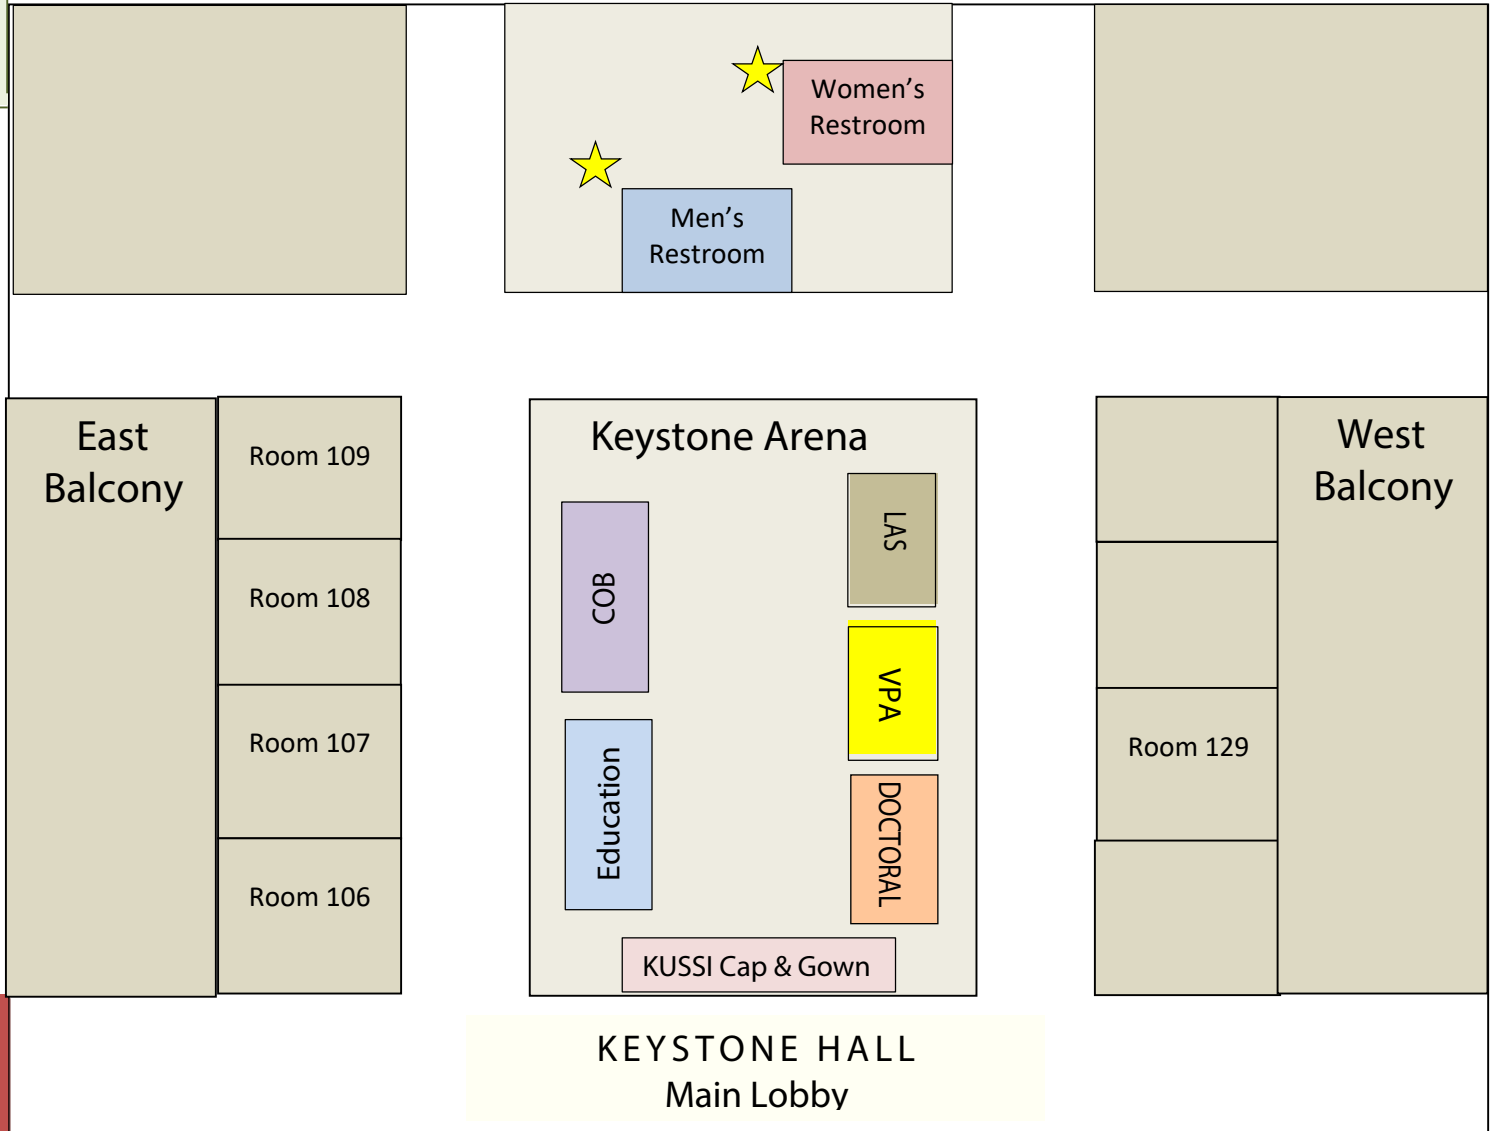 Women’s
Restroom
Men’s
Restroom
East
Balcony
Room 109
Room 108
Room 107
Room 106
Keystone Arena
COB
Education
LAS
VPA
DOCTORAL
KUSSI Cap & Gown
Room 129
West
Balcony
KEYSTONE HALL
Main Lobby